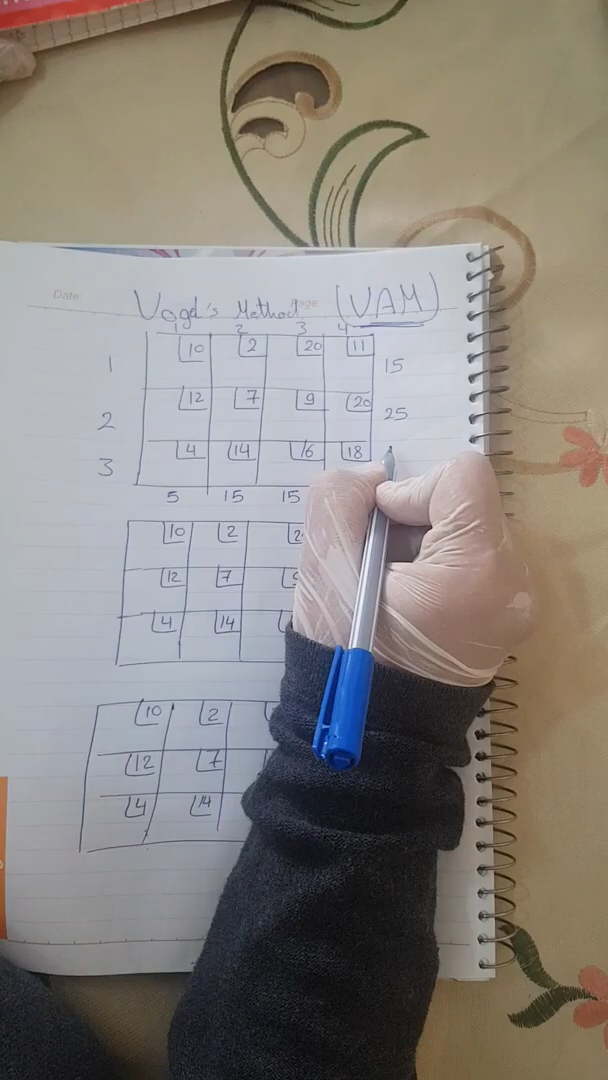 Date
Page
Vogel's Method (VAM)
1 2 3 4
1 10 2 20 11 15
2 12 7 9 20 25
3 4 14 16 18
5 15 15
10 2
12 7
4 14
10 2
12 7
4 14